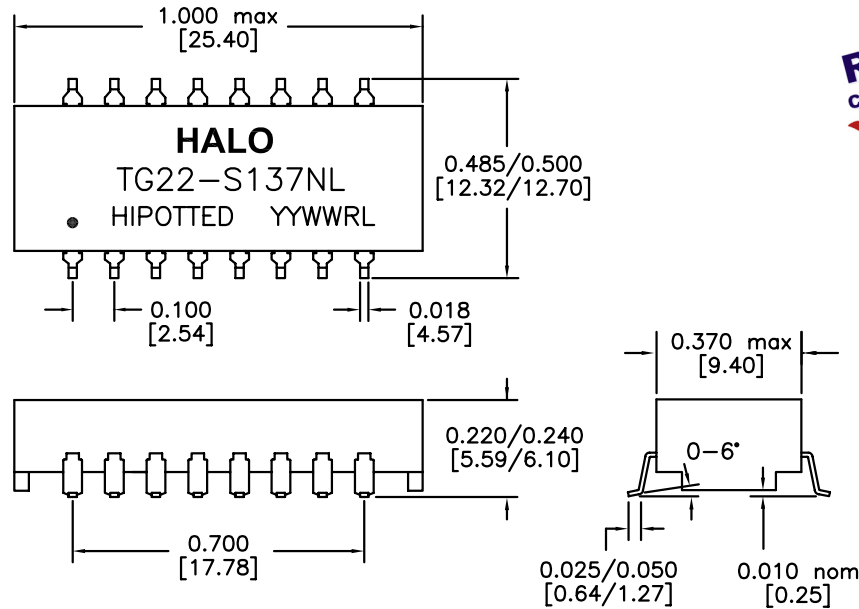 1.000 max
[25.40]
R
C
HALO
TG22-S137NL
HIPOTTED YYWWRL
0.485/0.500
[12.32/12.70]
0.100
[2.54]
0.018
[4.57]
0.370 max
[9.40]
0.220/0.240
[5.59/6.10]
0-6°
0.700
[17.78]
0.025/0.050
[0.64/1.27]
0.010 nom
[0.25]